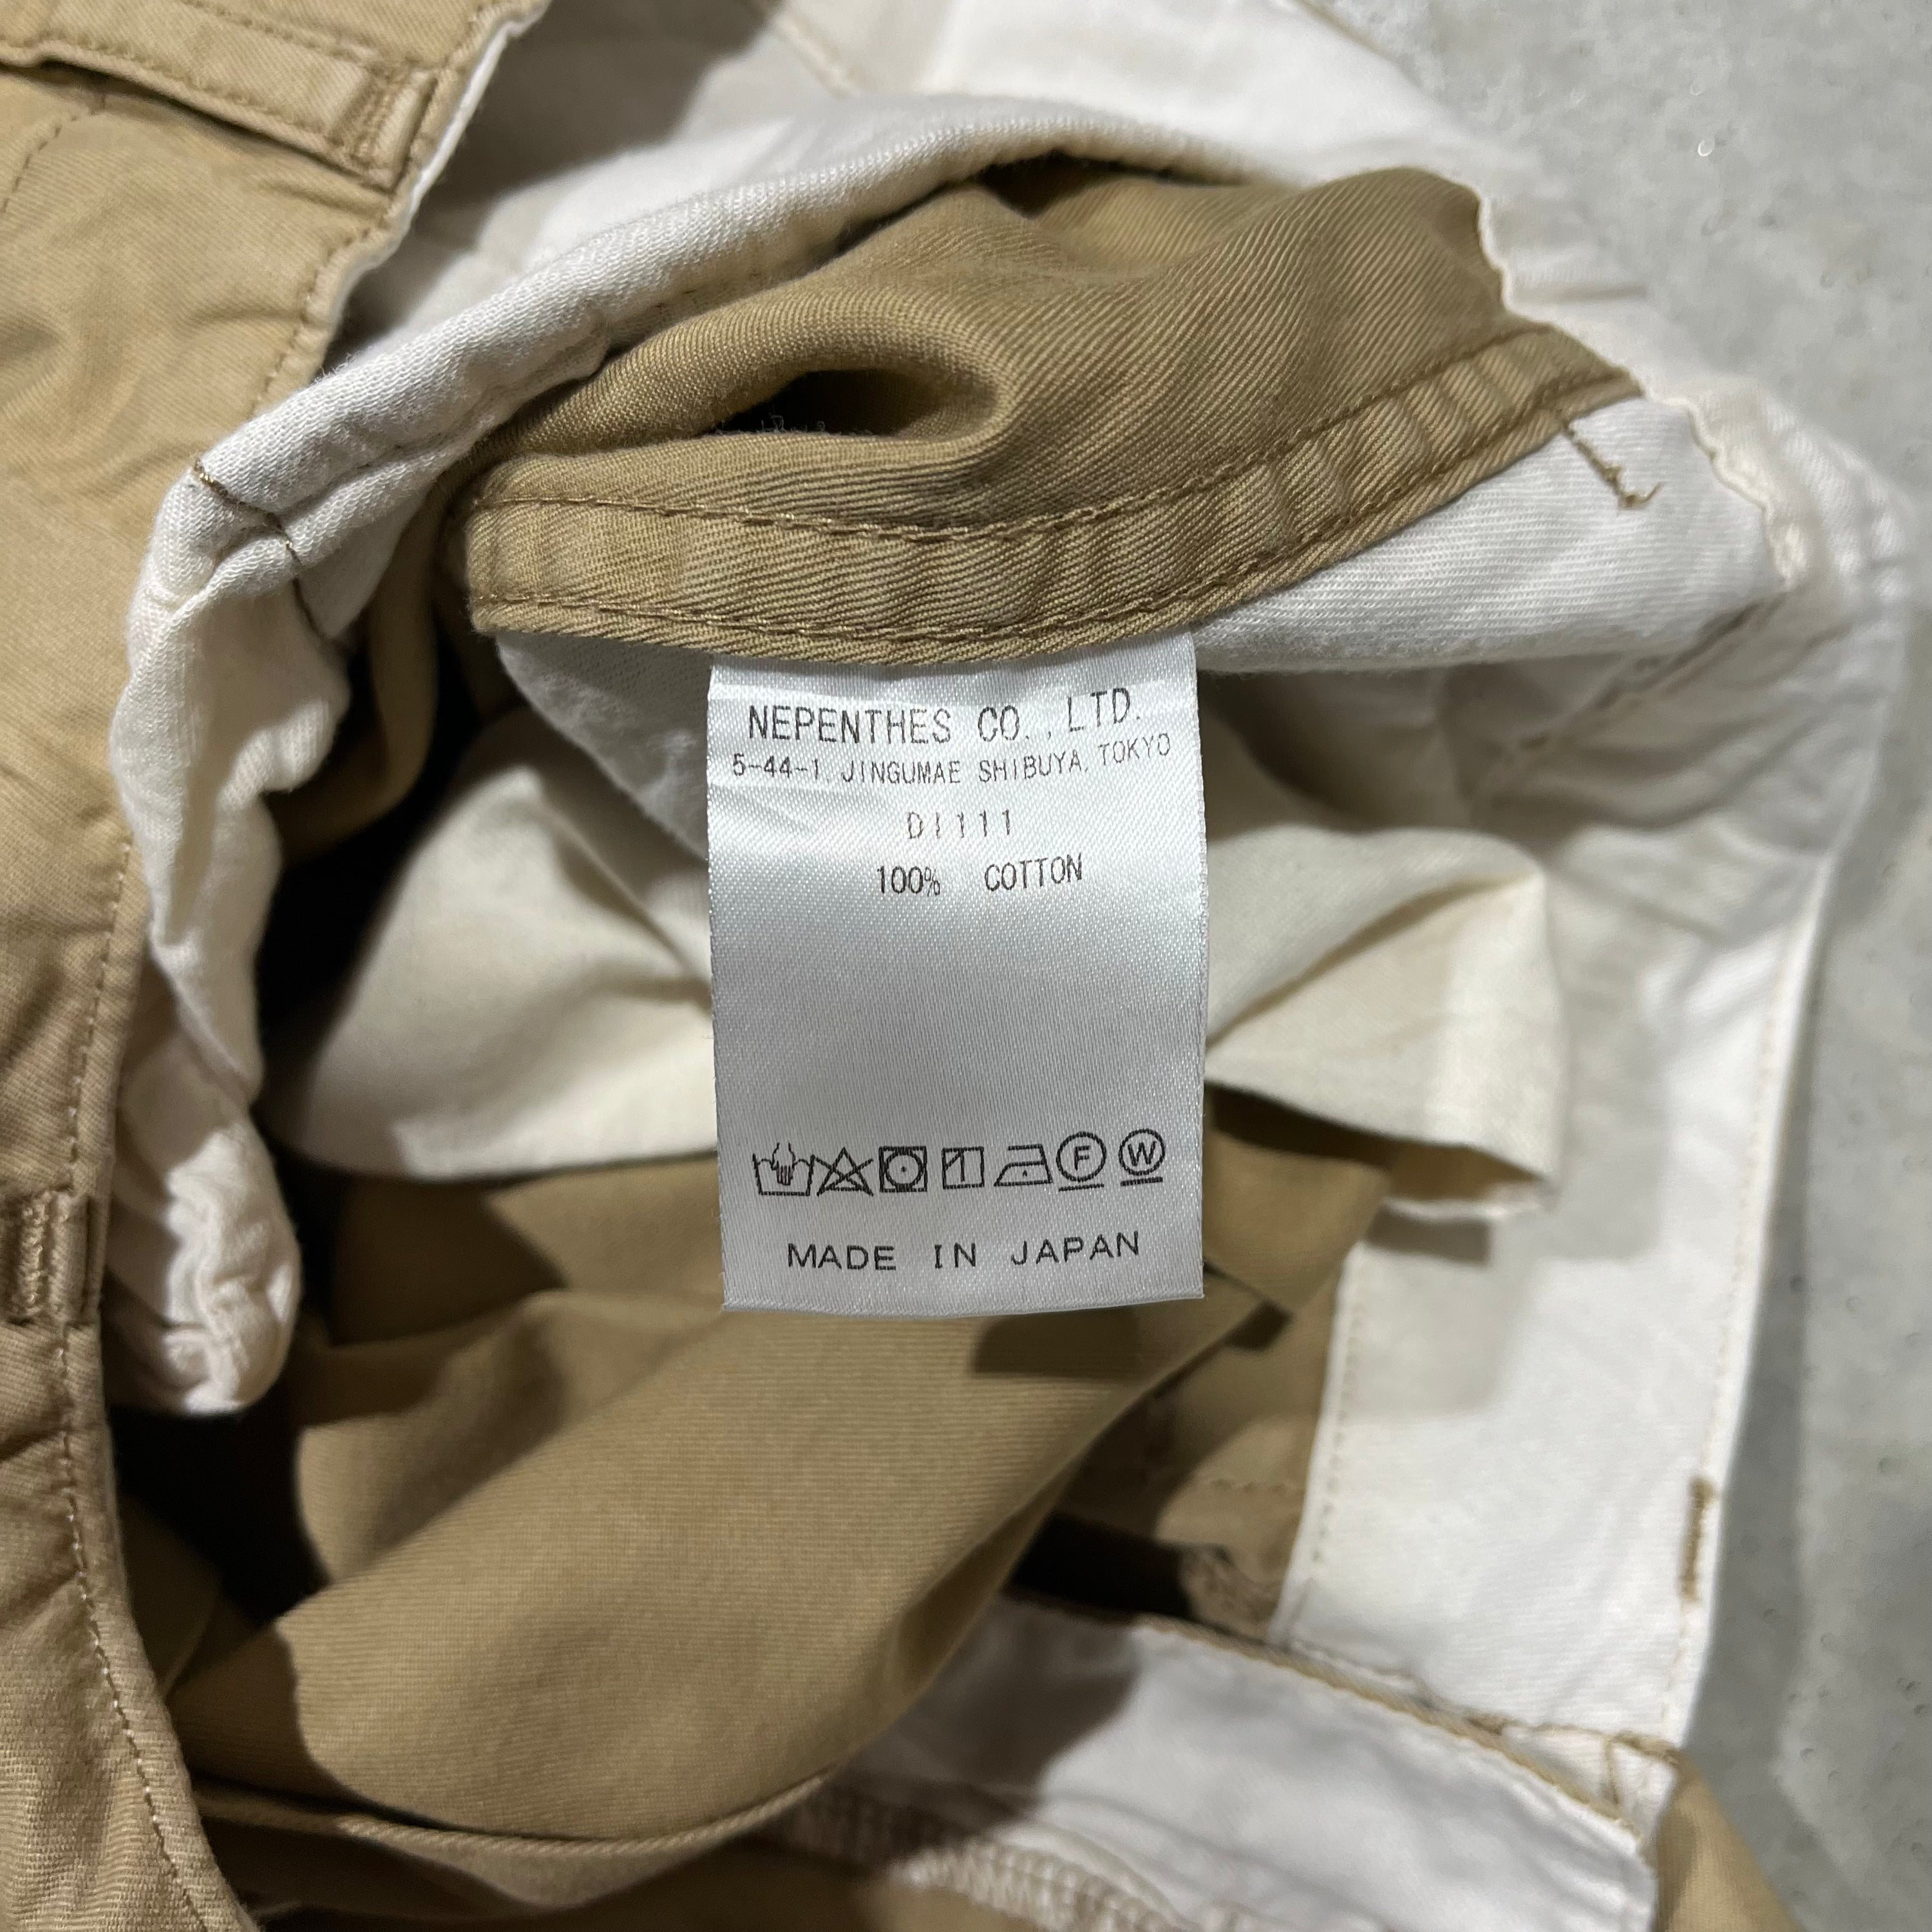 NEPENTHES CO.,LTD.
5-44-1, JINGUMAE SHIBUYA, TOKYO
DI111
100% COTTON
F W
MADE IN JAPAN